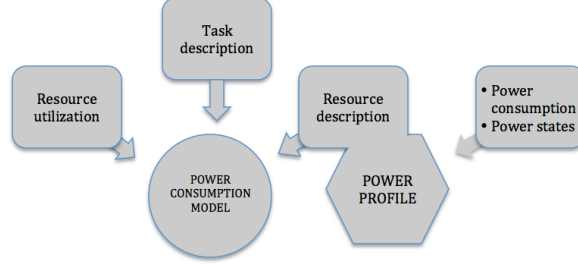 Task
description
Resource
utilization
Resource
description
• Power
consumption
• Power states
POWER
CONSUMPTION
MODEL
POWER
PROFILE